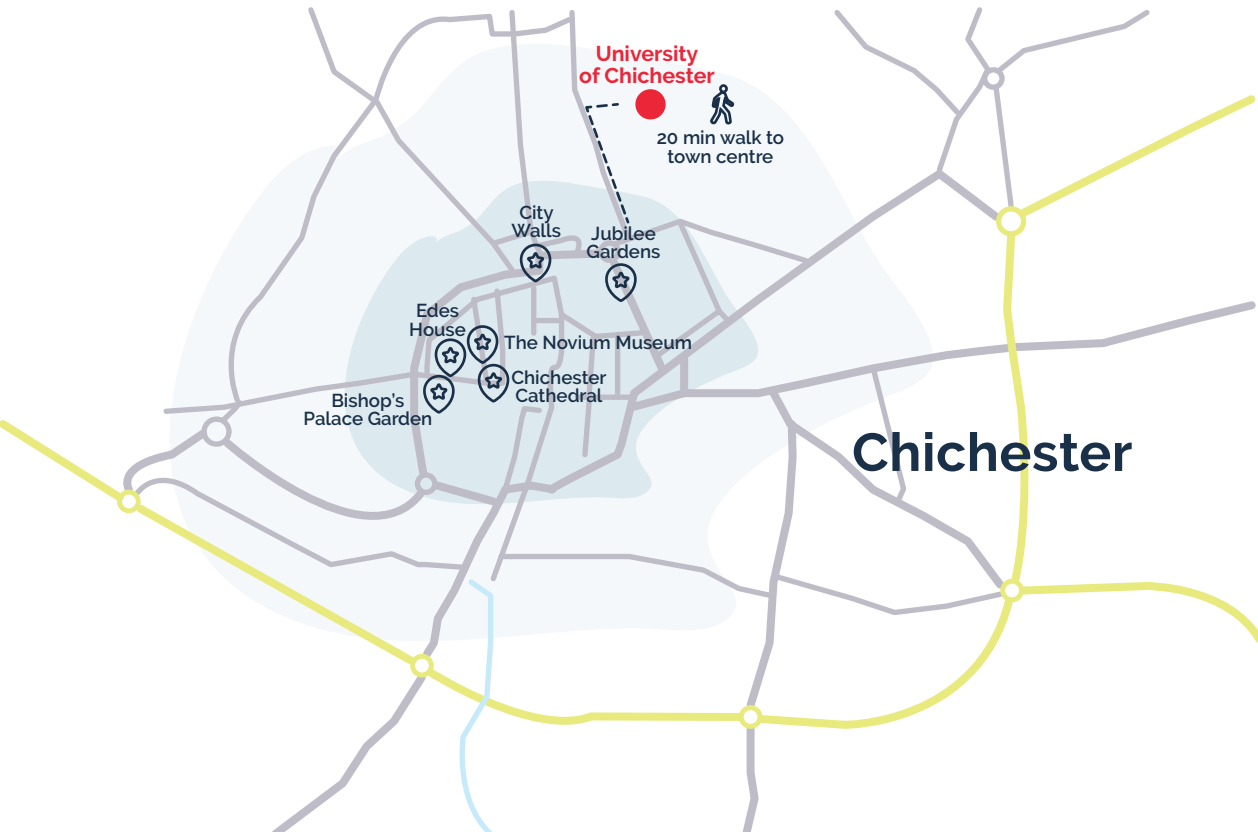 University
of Chichester
20 min walk to
town centre
City
Walls
Jubilee
Gardens
Edes
House
The Novium Museum
Chichester
Cathedral
Bishop’s
Palace Garden
Chichester